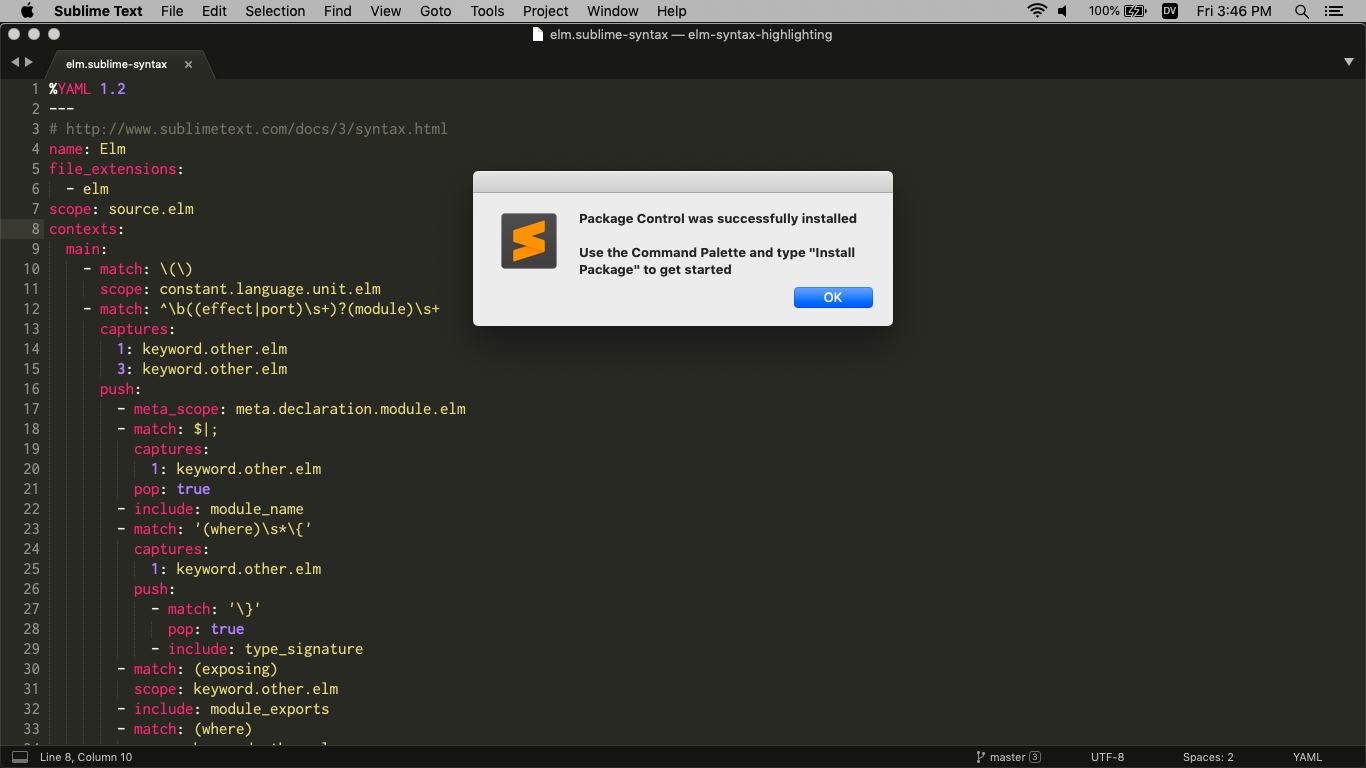 Sublime Text File Edit Selection Find View Goto Tools Project Window Help 100% DV Fri 3:46 PM
elm.sublime-syntax — elm-syntax-highlighting
elm.sublime-syntax ×
1 %YAML 1.2
2 ---
3 # http://www.sublimetext.com/docs/3/syntax.html
4 name: Elm
5 file_extensions:
6 - elm
7 scope: source.elm
8 contexts:
9 main:
10 - match: \(\)
11 scope: constant.language.unit.elm
12 - match: ^\b((effect|port)\s+)?(module)\s+
13 captures:
14 1: keyword.other.elm
15 3: keyword.other.elm
16 push:
17 - meta_scope: meta.declaration.module.elm
18 - match: $|;
19 captures:
20 1: keyword.other.elm
21 pop: true
22 - include: module_name
23 - match: '(where)\s*\{'
24 captures:
25 1: keyword.other.elm
26 push:
27 - match: '\}'
28 pop: true
29 - include: type_signature
30 - match: (exposing)
31 scope: keyword.other.elm
32 - include: module_exports
33 - match: (where)
Package Control was successfully installed
Use the Command Palette and type "Install
Package" to get started
OK
Line 8, Column 10 master 3 UTF-8 Spaces: 2 YAML